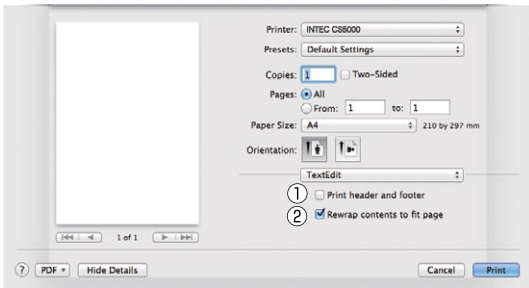 Printer: INTEC CS5000
Presets: Default Settings
Copies: 1 Two-Sided
Pages: All
From: 1 to: 1
Paper Size: A4 210 by 297 mm
Orientation:
TextEdit
① Print header and footer
② Rewrap contents to fit page
1 of 1
? PDF Hide Details Cancel Print